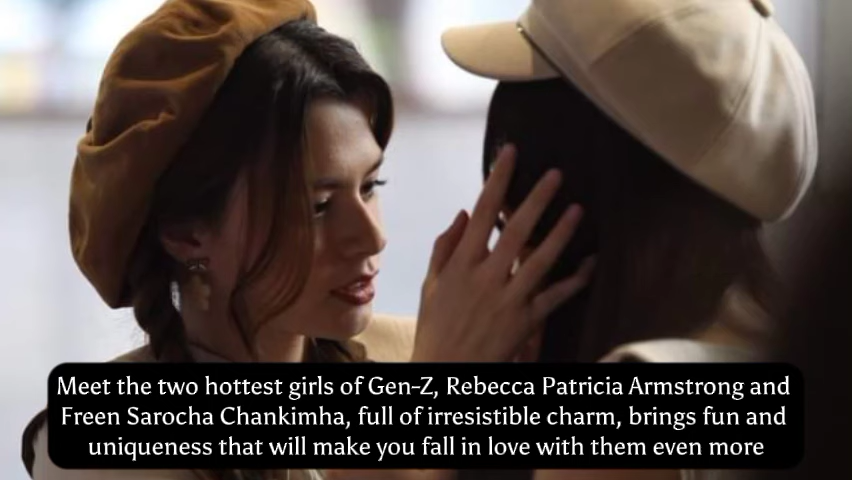 Meet the two hottest girls of Gen-Z, Rebecca Patricia Armstrong and
Freen Sarocha Chankimha, full of irresistible charm, brings fun and
uniqueness that will make you fall in love with them even more